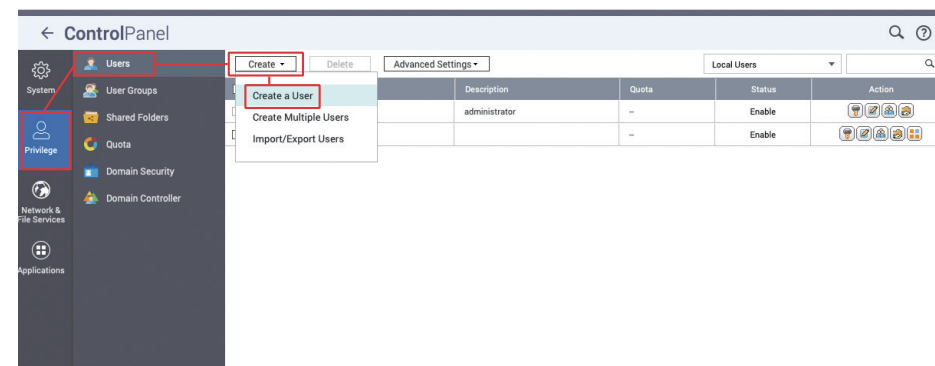 ControlPanel
System
Privilege
Network &
File Services
Applications
Users
User Groups
Shared Folders
Quota
Domain Security
Domain Controller
Create Delete Advanced Settings Local Users
Create a User
Create Multiple Users
Import/Export Users
Description Quota Status Action
administrator -- Enable
-- Enable